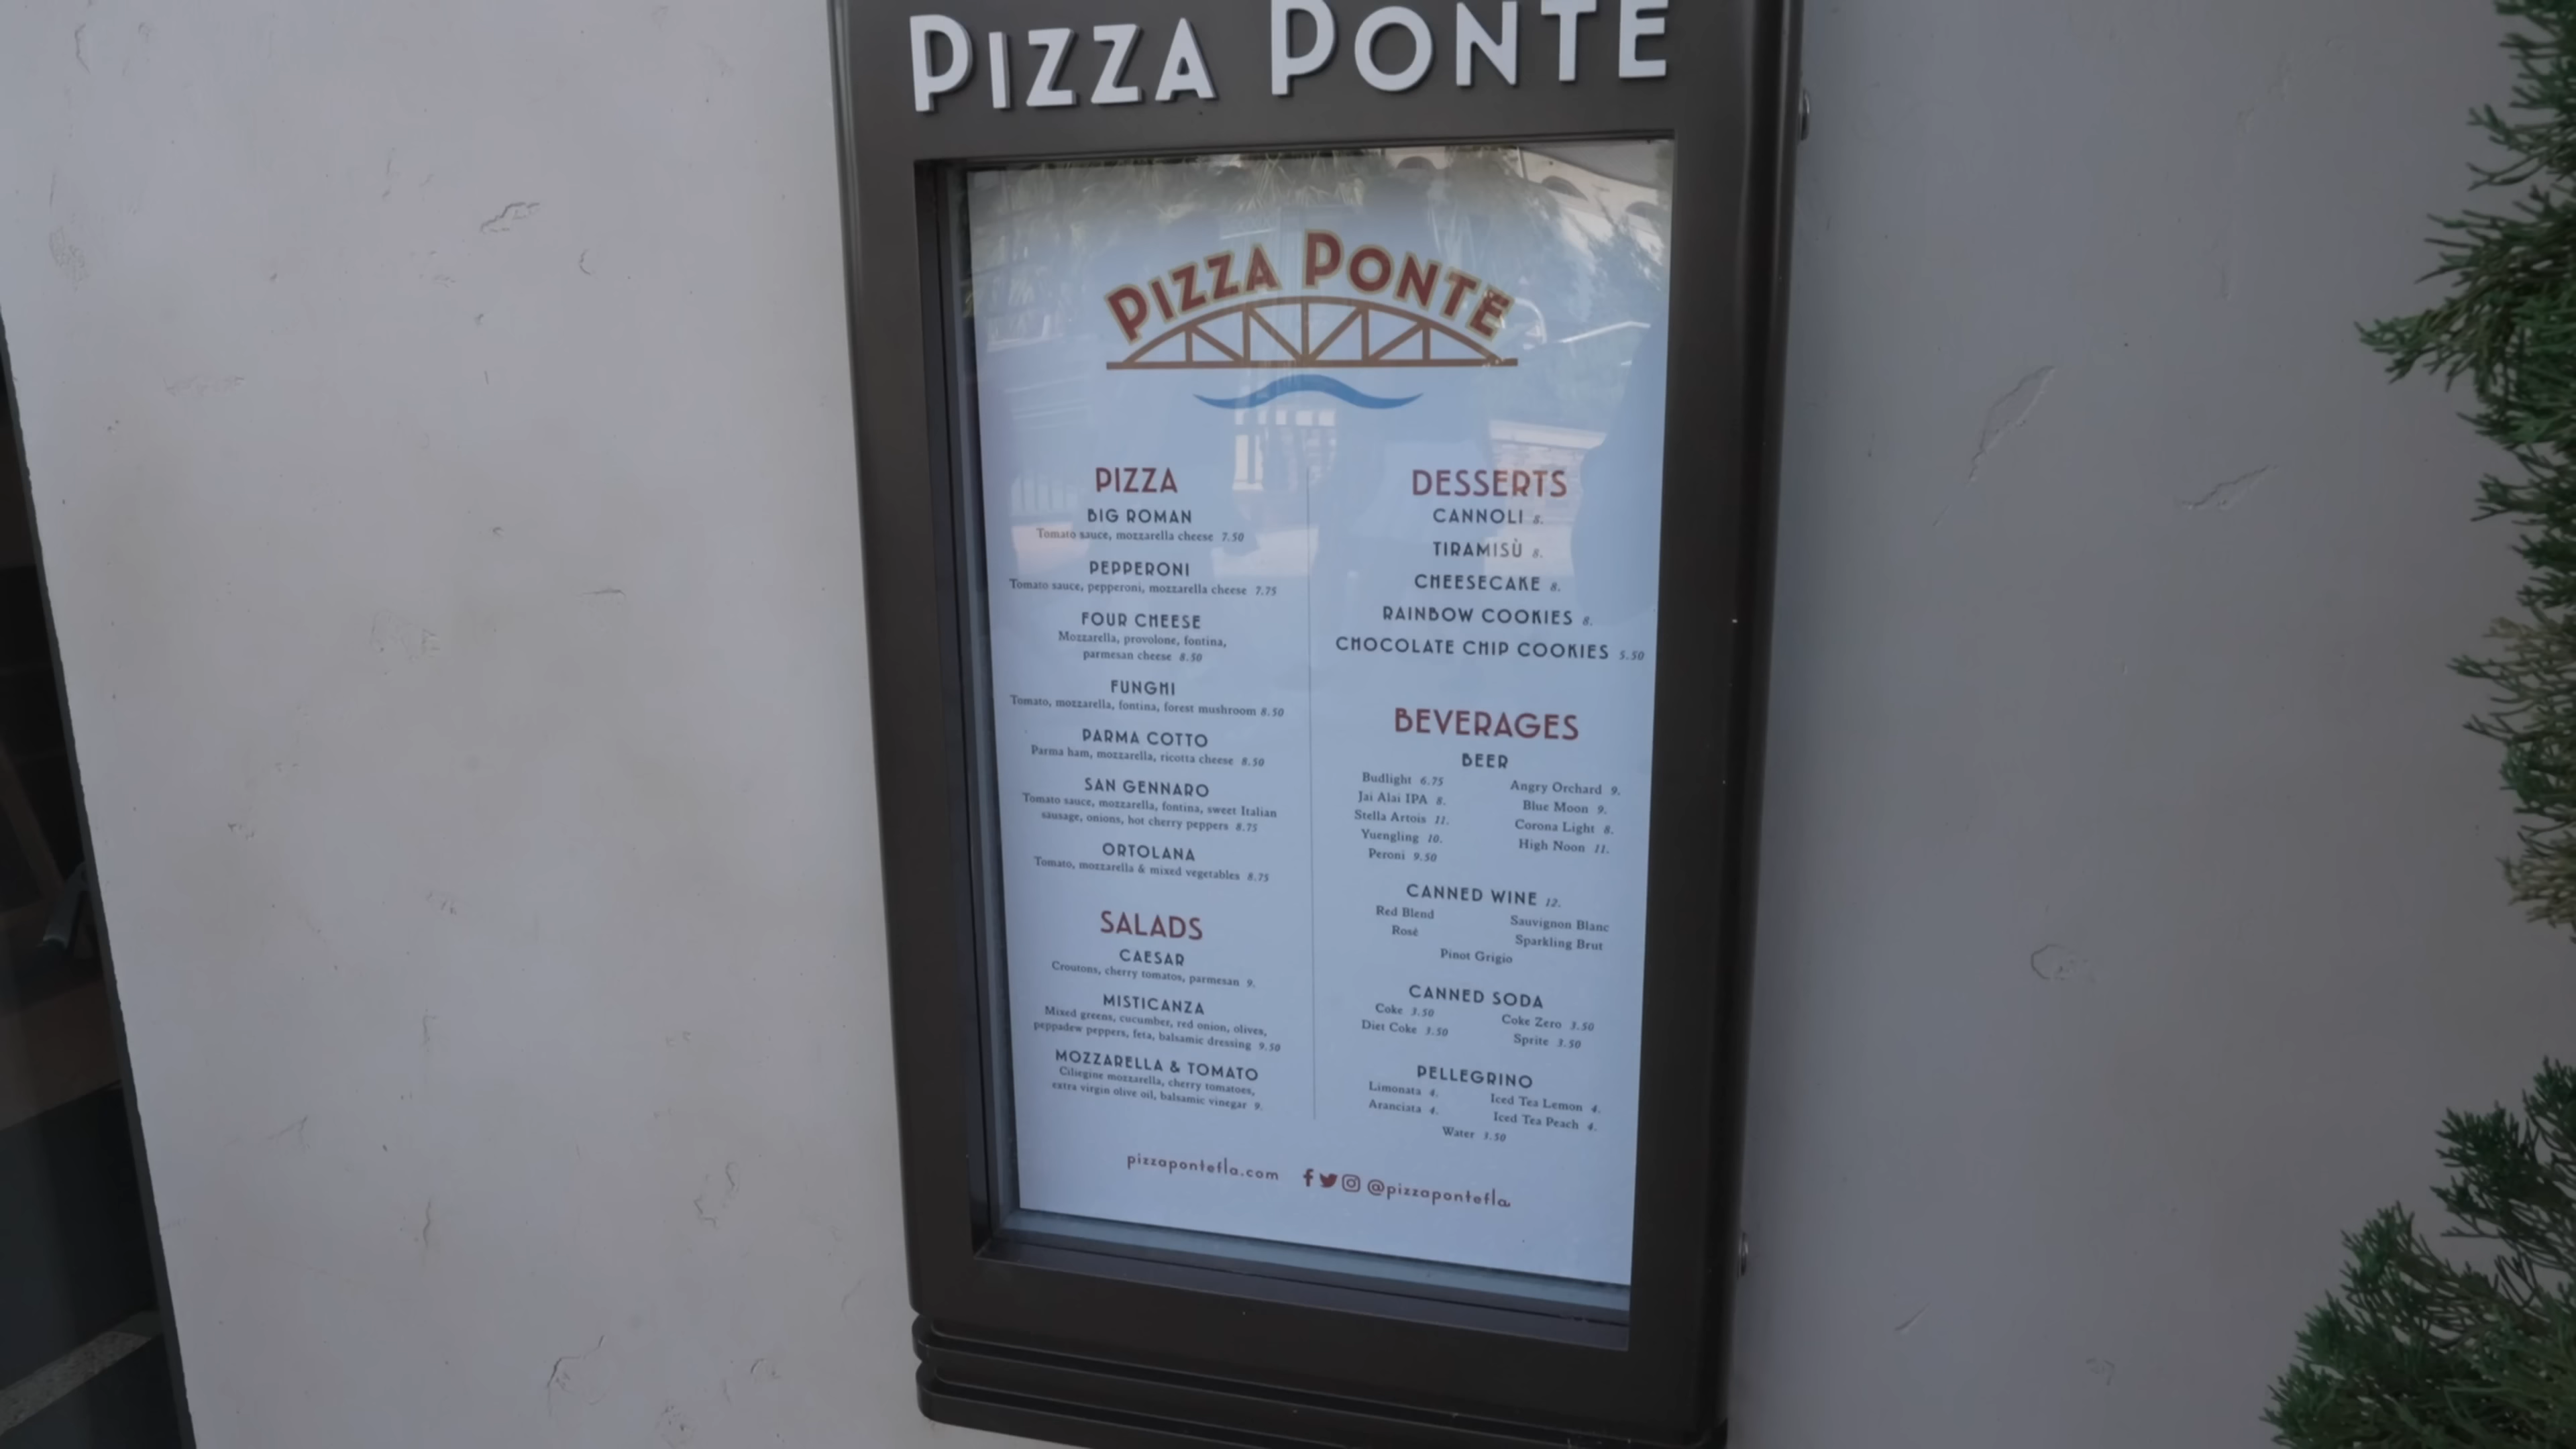 PIZZA PONTE
PIZZA PONTE
PIZZA
BIG ROMAN
Tomato sauce, mozzarella cheese 7.50
PEPPERONI
Tomato sauce, pepperoni, mozzarella cheese 7.75
FOUR CHEESE
Mozzarella, provolone, fontina,
parmesan cheese 8.50
FUNGHI
Tomato, mozzarella, fontina, forest mushroom 8.50
PARMA COTTO
Parma ham, mozzarella, ricotta cheese 8.50
SAN GENNARO
Tomato sauce, mozzarella, fontina, sweet Italian
sausage, onions, hot cherry peppers 8.75
ORTOLANA
Tomato, mozzarella & mixed vegetables 8.75
SALADS
CAESAR
Croutons, cherry tomatos, parmesan 9.
MISTICANZA
Mixed greens, cucumber, red onion, olives,
peppadew peppers, feta, balsamic dressing 9.50
MOZZARELLA & TOMATO
Ciliegine mozzarella, cherry tomatoes,
extra virgin olive oil, balsamic vinegar 9.
DESSERTS
CANNOLI 8.
TIRAMISÙ 8.
CHEESECAKE 8.
RAINBOW COOKIES 8.
CHOCOLATE CHIP COOKIES 5.50
BEVERAGES
BEER
Budlight 6.75
Jai Alai IPA 8.
Stella Artois 11.
Yuengling 10.
Peroni 9.50
Angry Orchard 9.
Blue Moon 9.
Corona Light 8.
High Noon 11.
CANNED WINE 12.
Red Blend
Rosé
Sauvignon Blanc
Sparkling Brut
Pinot Grigio
CANNED SODA
Coke 3.50
Diet Coke 3.50
Coke Zero 3.50
Sprite 3.50
PELLEGRINO
Limonata 4.
Aranciata 4.
Iced Tea Lemon 4.
Iced Tea Peach 4.
Water 3.50
pizzapontefla.com @pizzapontefla